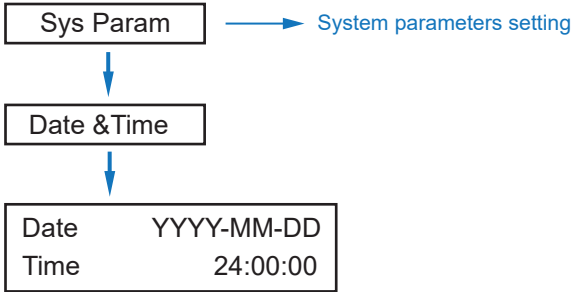 Sys Param
System parameters setting
Date &Time
Date YYYY-MM-DD
Time 24:00:00